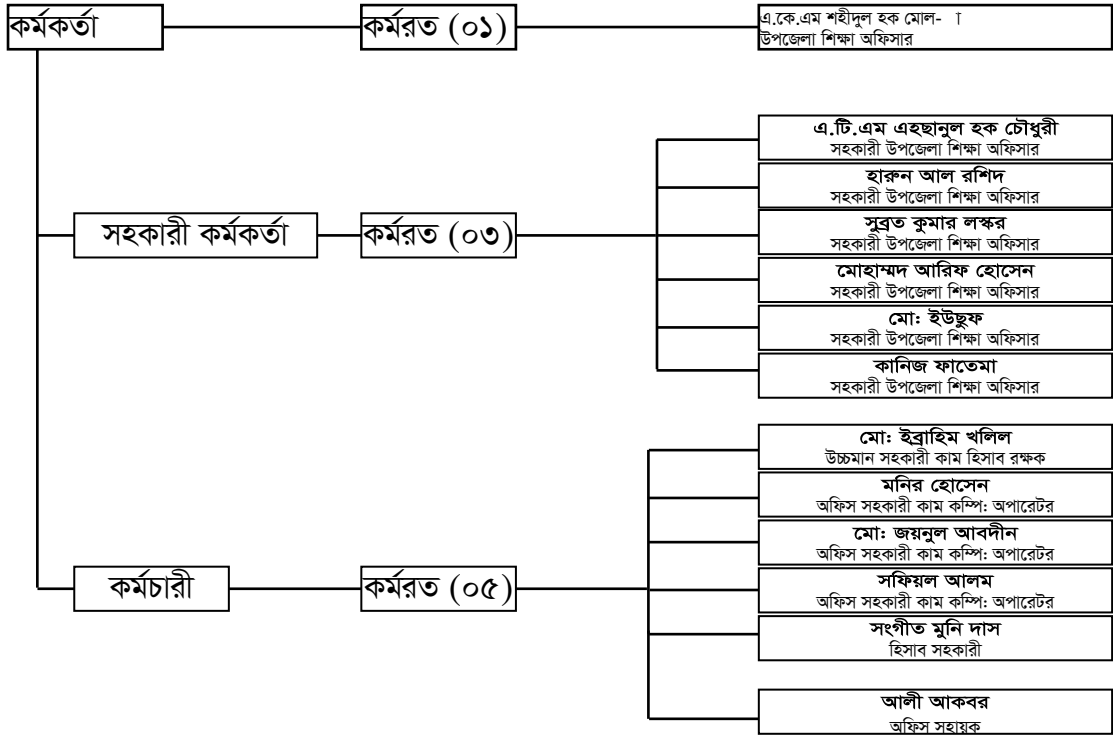 কর্মকর্তা
কর্মরত (০১)
এ.কে.এম শহীদুল হক মোল- া
উপজেলা শিক্ষা অফিসার
সহকারী কর্মকর্তা
কর্মরত (০৩)
এ.টি.এম এহছানুল হক চৌধুরী
সহকারী উপজেলা শিক্ষা অফিসার
হারুন আল রশিদ
সহকারী উপজেলা শিক্ষা অফিসার
সুব্রত কুমার লস্কর
সহকারী উপজেলা শিক্ষা অফিসার
মোহাম্মদ আরিফ হোসেন
সহকারী উপজেলা শিক্ষা অফিসার
মো: ইউছুফ
সহকারী উপজেলা শিক্ষা অফিসার
কানিজ ফাতেমা
সহকারী উপজেলা শিক্ষা অফিসার
কর্মচারী
কর্মরত (০৫)
মো: ইব্রাহিম খলিল
উচ্চমান সহকারী কাম হিসাব রক্ষক
মনির হোসেন
অফিস সহকারী কাম কম্পি: অপারেটর
মো: জয়নুল আবদীন
অফিস সহকারী কাম কম্পি: অপারেটর
সফিয়ল আলম
অফিস সহকারী কাম কম্পি: অপারেটর
সংগীত মুনি দাস
হিসাব সহকারী
আলী আকবর
অফিস সহায়ক